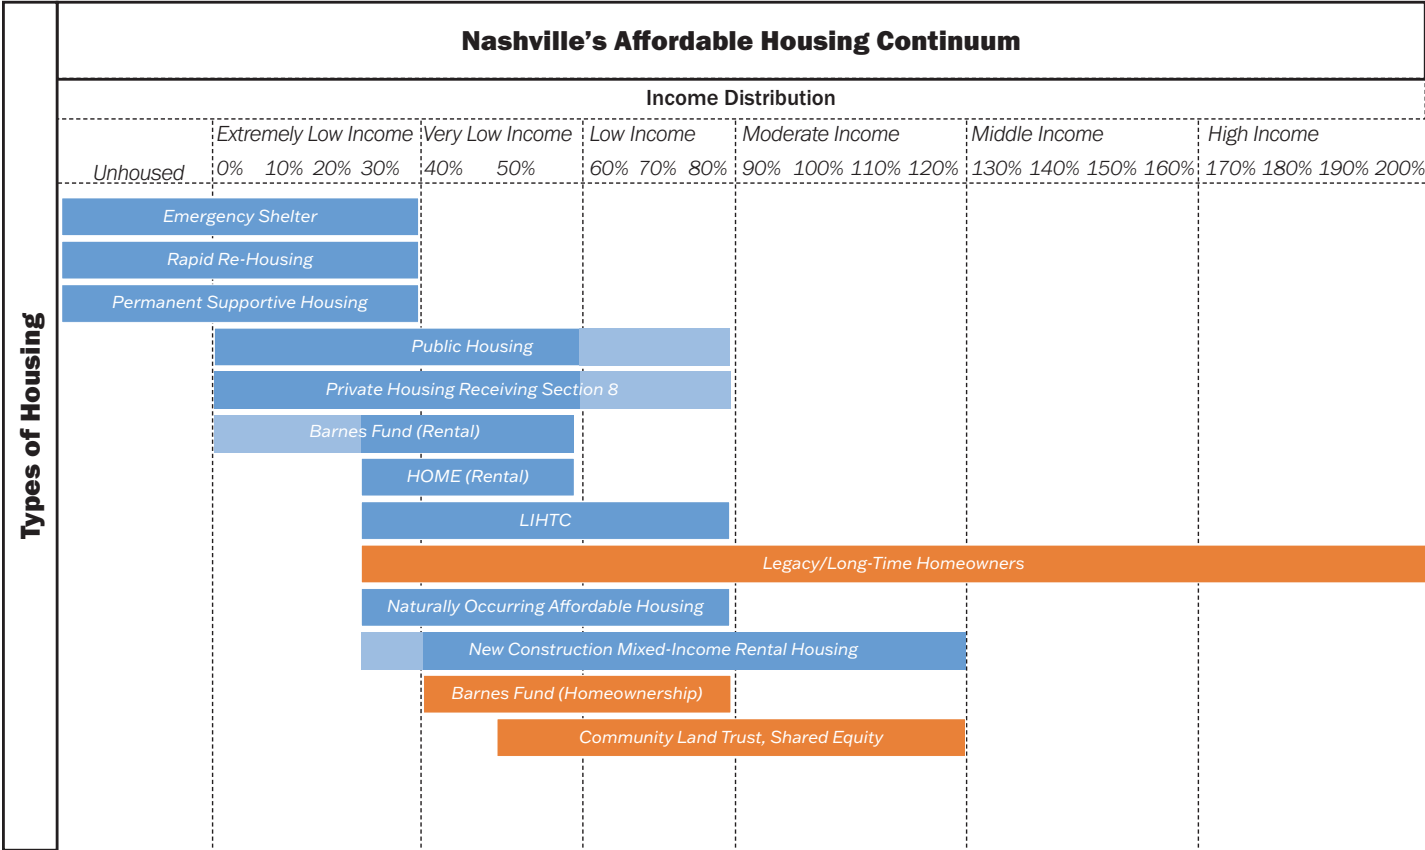 Nashville’s Affordable Housing Continuum
Income Distribution
Extremely Low Income Very Low Income Low Income Moderate Income Middle Income High Income
Unhoused 0% 10% 20% 30% 40% 50% 60% 70% 80% 90% 100% 110% 120% 130% 140% 150% 160% 170% 180% 190% 200%
Types of Housing
Emergency Shelter
Rapid Re-Housing
Permanent Supportive Housing
Public Housing
Private Housing Receiving Section 8
Barnes Fund (Rental)
HOME (Rental)
LIHTC
Legacy/Long-Time Homeowners
Naturally Occurring Affordable Housing
New Construction Mixed-Income Rental Housing
Barnes Fund (Homeownership)
Community Land Trust, Shared Equity